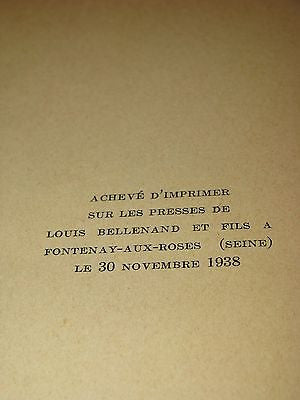 ACHEVÉ D'IMPRIMER
SUR LES PRESSES DE
LOUIS BELLENAND ET FILS A
FONTENAY-AUX-ROSES (SEINE)
LE 30 NOVEMBRE 1938